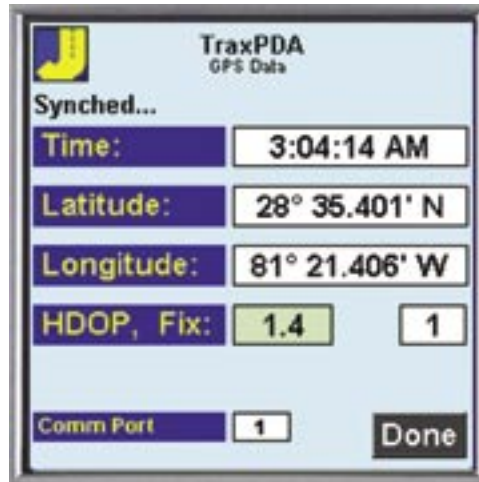 TraxPDA
GPS Data
Synched...
Time: 3:04:14 AM
Latitude: 28° 35.401' N
Longitude: 81° 21.406' W
HDOP, Fix: 1.4 1
Comm Port 1 Done